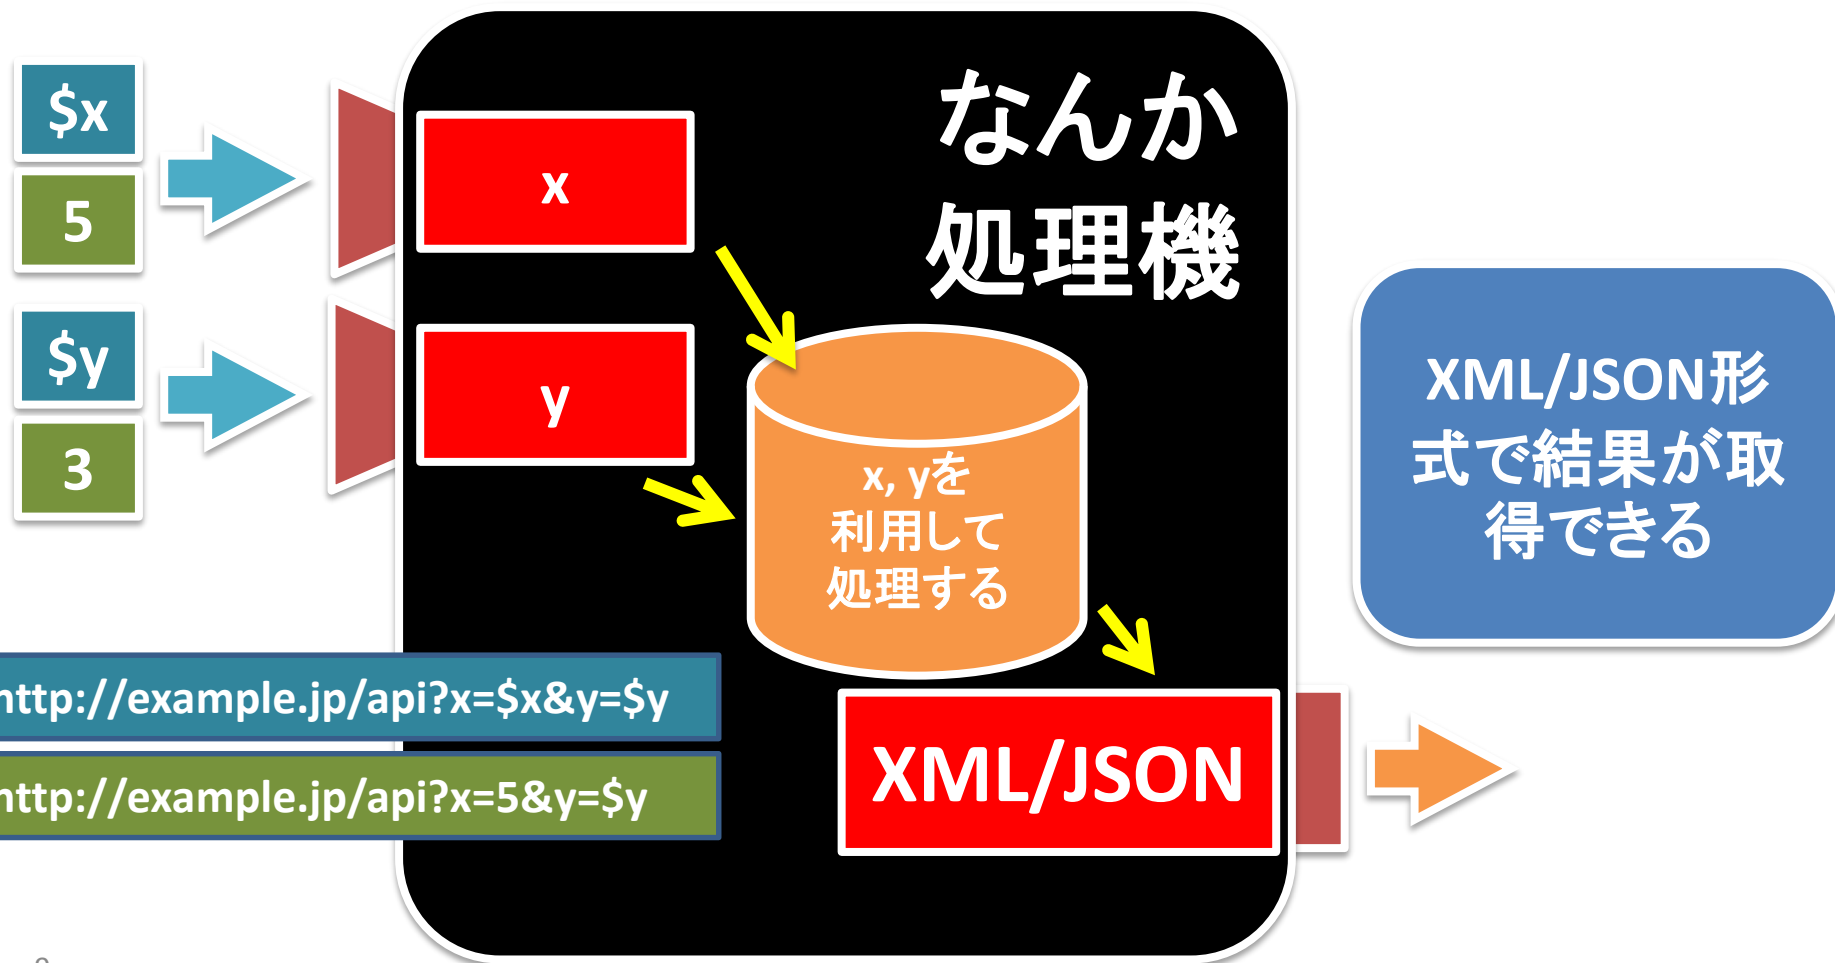 $x
5
$y
3
x
y
なんか
処理機
x, yを
利用して
処理する
XML/JSON
XML/JSON形
式で結果が取
得できる
http://example.jp/api?x=$x&y=$y
http://example.jp/api?x=5&y=$y